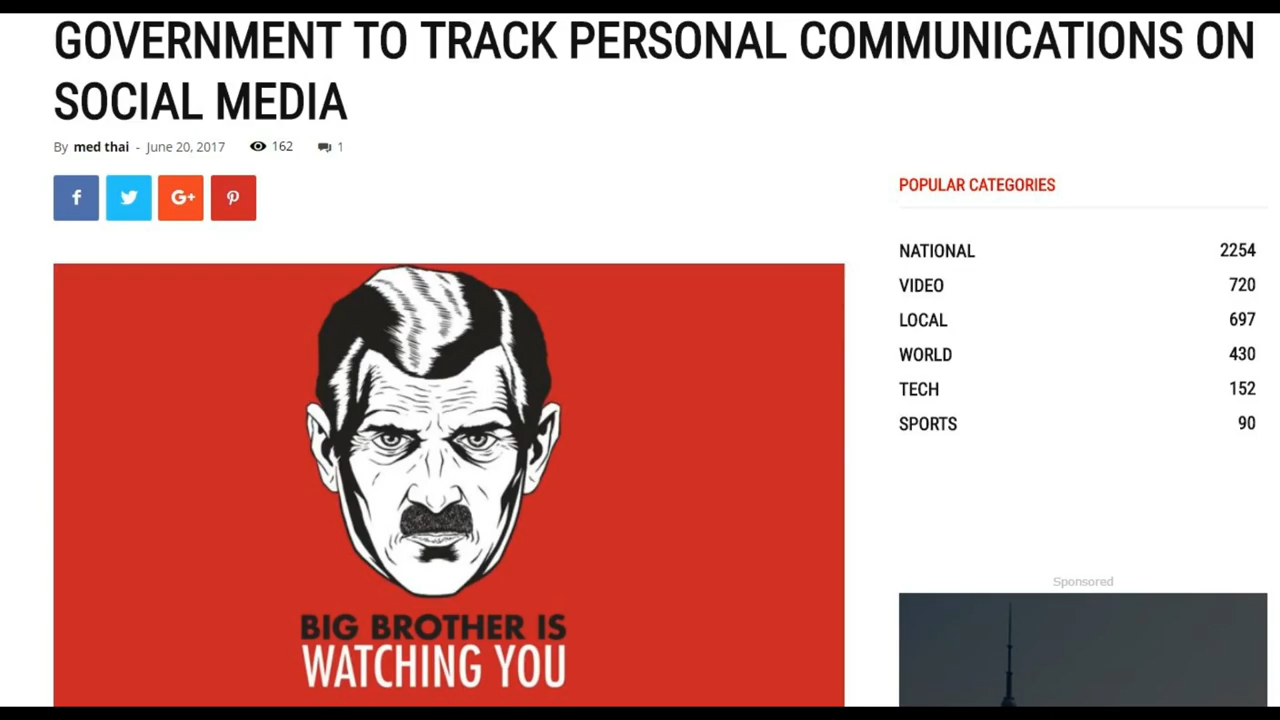 GOVERNMENT TO TRACK PERSONAL COMMUNICATIONS ON
SOCIAL MEDIA
By med thai - June 20, 2017 162 1
f G+
POPULAR CATEGORIES
NATIONAL 2254
VIDEO 720
LOCAL 697
WORLD 430
TECH 152
SPORTS 90
Sponsored
BIG BROTHER IS
WATCHING YOU